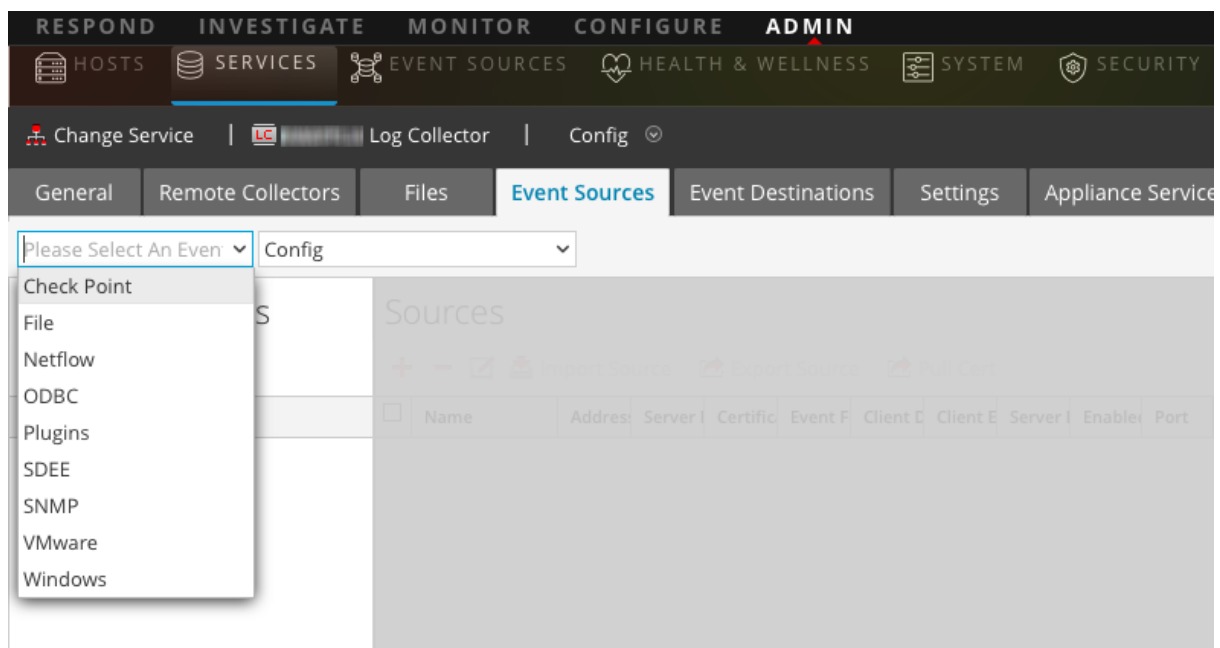 RESPOND INVESTIGATE MONITOR CONFIGURE ADMIN
HOSTS SERVICES EVENT SOURCES HEALTH & WELLNESS SYSTEM SECURITY
Change Service | LC Log Collector | Config
General Remote Collectors Files Event Sources Event Destinations Settings Appliance Service
Please Select An Even Config
Check Point
File
Netflow
ODBC
Plugins
SDEE
SNMP
VMware
Windows
s
Sources
Import Source Export Source Pull Cert
Name Address Server Certific Event F Client D Client E Server Enabled Port